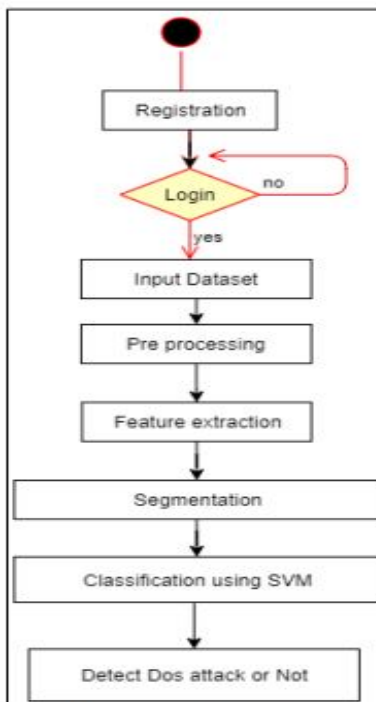 Registration
Login
no
yes
Input Dataset
Pre processing
Feature extraction
Segmentation
Classification using SVM
Detect Dos attack or Not